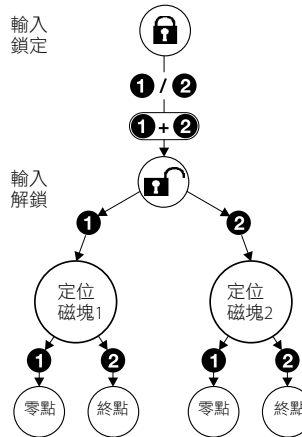 輸入
鎖定
1 / 2
1 + 2
輸入
解鎖
1 2
定位
磁塊1
定位
磁塊2
1 2 1 2
零點 終點 零點 終點